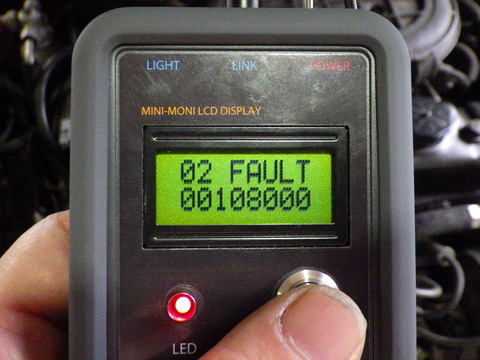 LIGHT LINK POWER
MINI-MONI LCD DISPLAY
02 FAULT
00108000
LED